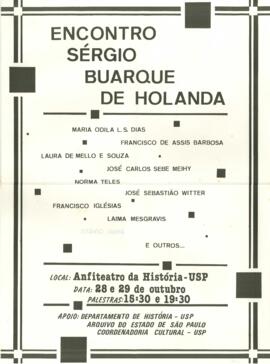 ENCONTRO
SÉRGIO
BUARQUE
DE HOLANDA
MARIA ODILA L.S. DIAS
FRANCISCO DE ASSIS BARBOSA
LAURA DE MELLO E SOUZA
JOSÉ CARLOS SEBE MEIHY
NORMA TELES
JOSÉ SEBASTIÃO WITTER
FRANCISCO IGLÉSIAS
LAIMA MESGRAVIS
E OUTROS...
LOCAL: Anfiteatro da História-USP
DATA: 28 e 29 de outubro
PALESTRAS: 15:30 e 19:30
APOIO: DEPARTAMENTO DE HISTÓRIA - USP
ARQUIVO DO ESTADO DE SÃO PAULO
COORDENADORIA CULTURAL - USP